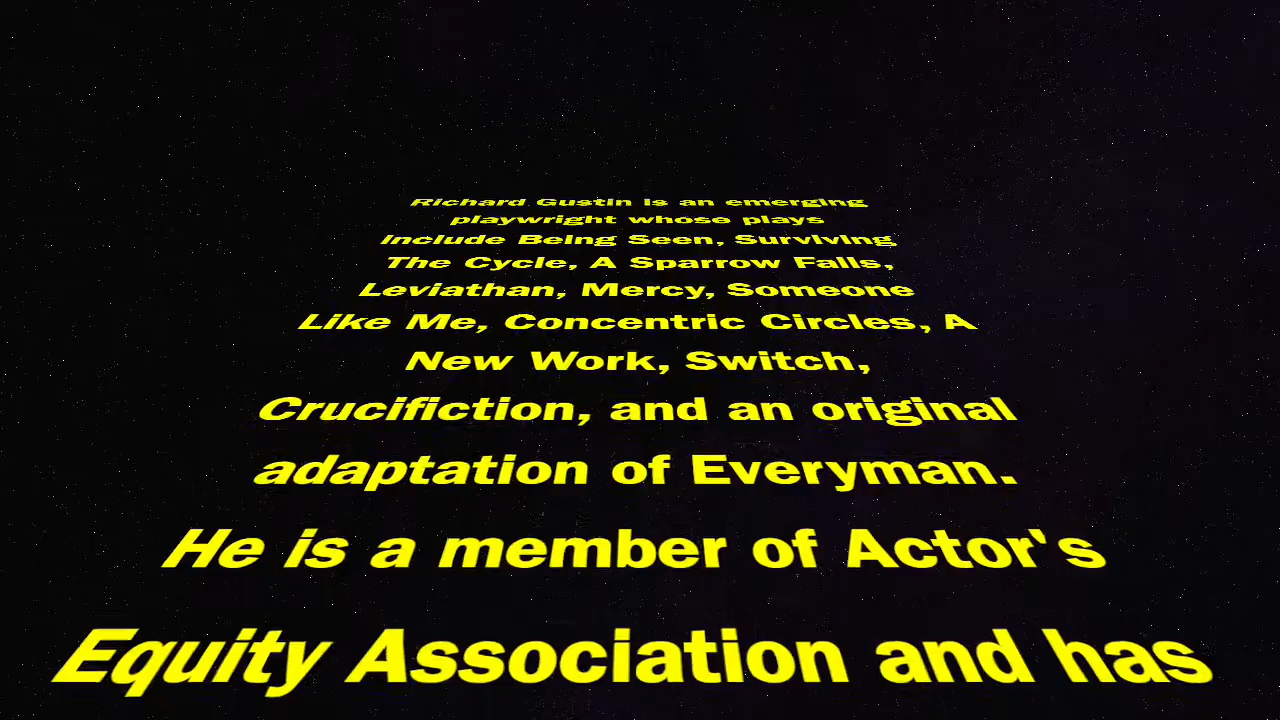 Richard Gustin is an emerging
playwright whose plays
include Being Seen, Surviving
The Cycle, A Sparrow Falls,
Leviathan, Mercy, Someone
Like Me, Concentric Circles, A
New Work, Switch,
Crucifiction, and an original
adaptation of Everyman.
He is a member of Actor's
Equity Association and has